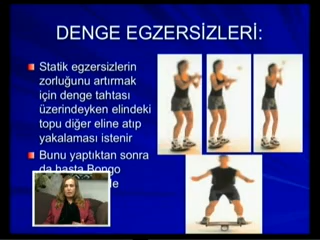 DENGE EGZERSİZLERİ:
Statik egzersizlerin
zorluğunu artırmak
için denge tahtası
üzerindeyken elindeki
topu diğer eline atıp
yakalaması istenir
Bunu yaptıktan sonra
da hasta Bongo